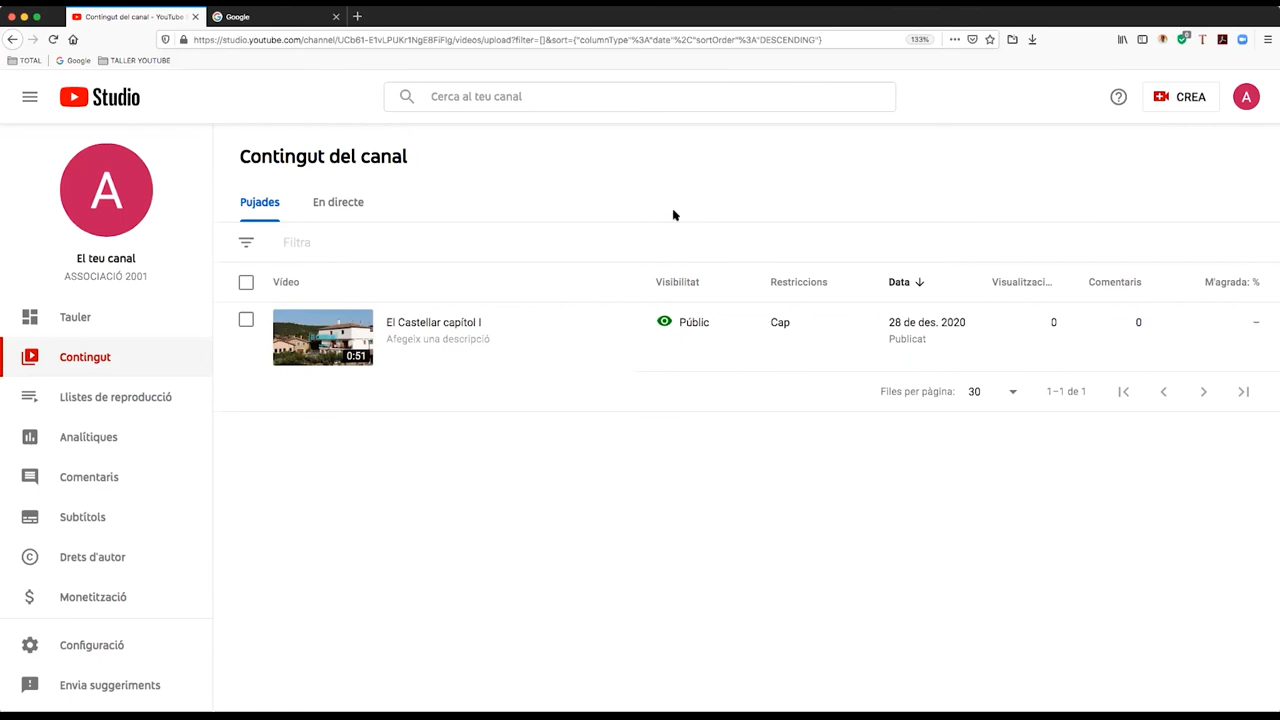 Contingut del canal - YouTube S
Google
https://studio.youtube.com/channel/UCb61-E1vLPUKr1NgE8FiFlg/videos/upload?filter=[]&sort={"columnType"%3A"date"%2C"sortOrder"%3A"DESCENDING"}
133%
TOTAL
Google
TALLER YOUTUBE
Studio
Cerca al teu canal
CREA
A
A
El teu canal
ASSOCIACIÓ 2001
Tauler
Contingut
Llistes de reproducció
Analítiques
Comentaris
Subtítols
Drets d'autor
Monetització
Configuració
Envia suggeriments
Contingut del canal
Pujades
En directe
Filtra
Vídeo
Visibilitat
Restriccions
Data
Visualitzaci...
Comentaris
M'agrada: %
0:51
El Castellar capítol I
Afegeix una descripció
Públic
Cap
28 de des. 2020
Publicat
0
0
–
Files per pàgina:
30
1–1 de 1